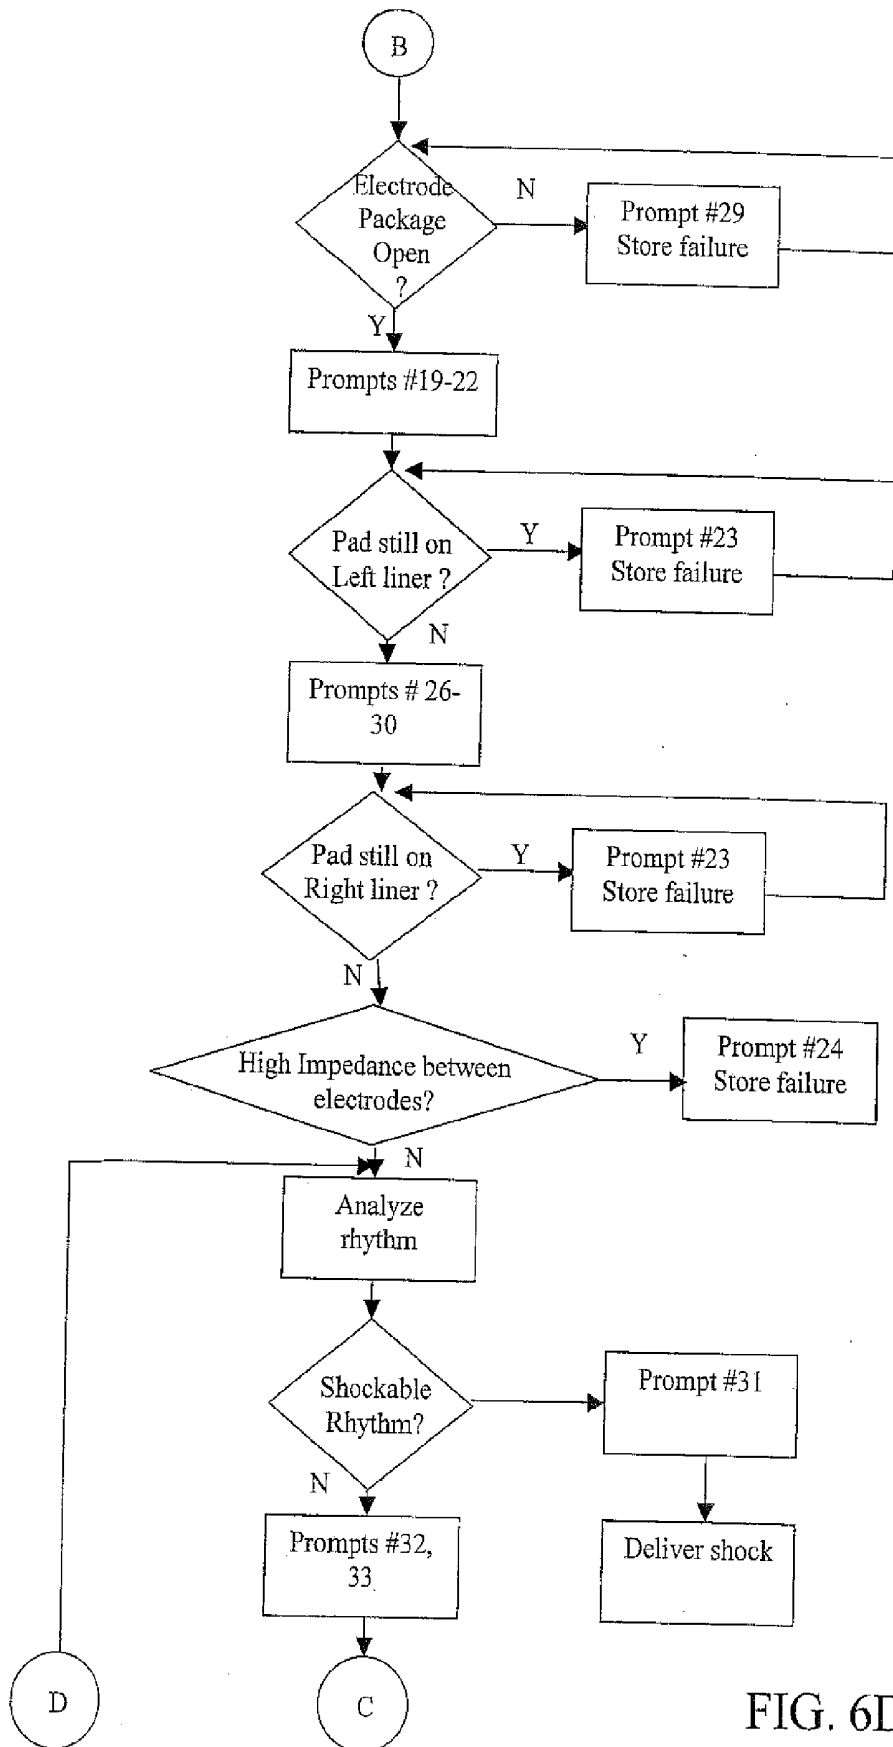 B
Electrode
Package
Open
?
N
Prompt #29
Store failure
Y
Prompts #19-22
Pad still on
Left liner ?
Y
Prompt #23
Store failure
N
Prompts # 26-
30
Pad still on
Right liner ?
Y
Prompt #23
Store failure
N
High Impedance between
electrodes?
Y
Prompt #24
Store failure
N
Analyze
rhythm
Shockable
Rhythm?
Prompt #31
N
Prompts #32,
33
Deliver shock
D
C
FIG. 6D